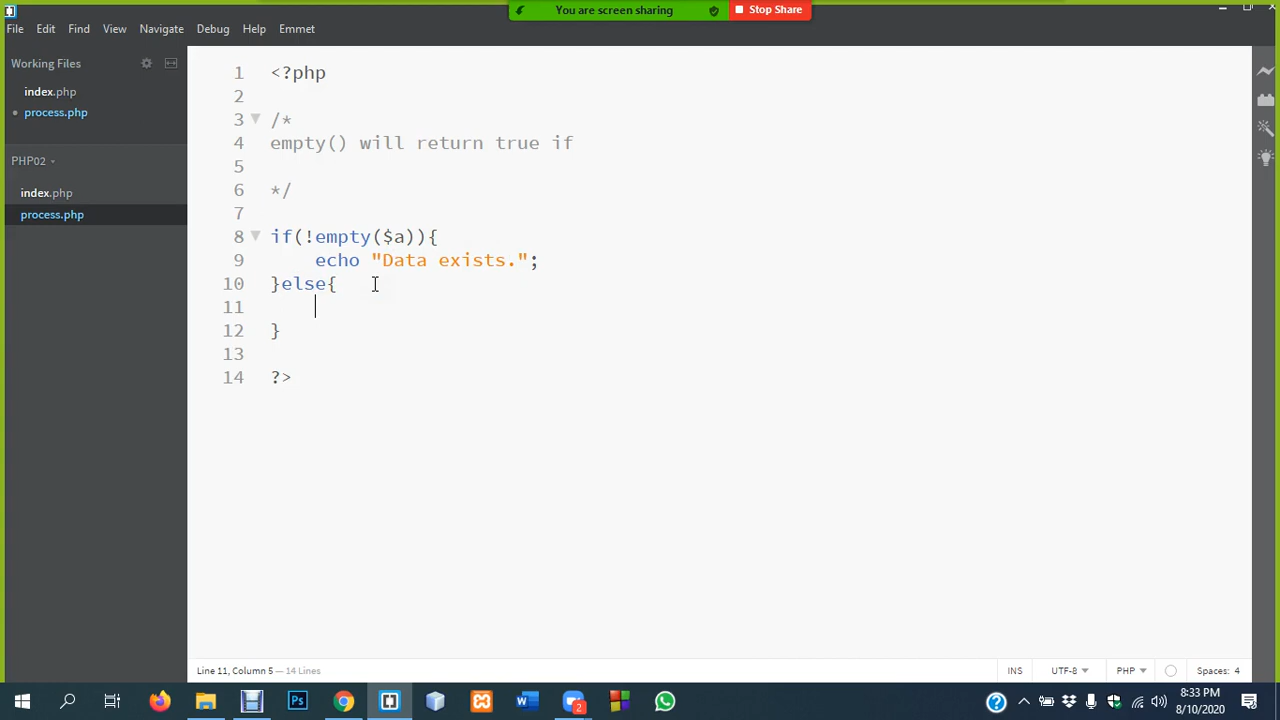 You are screen sharing
Stop Share
File Edit Find View Navigate Debug Help Emmet
Working Files
index.php
process.php
PHP02
index.php
process.php
1 <?php
2
3 /*
4 empty() will return true if
5
6 */
7
8 if(!empty($a)){
9 echo "Data exists.";
10 }else{
11
12 }
13
14 ?>
Line 11, Column 5 — 14 Lines
INS UTF-8 PHP Spaces: 4
Ps
W
2
8:33 PM
8/10/2020